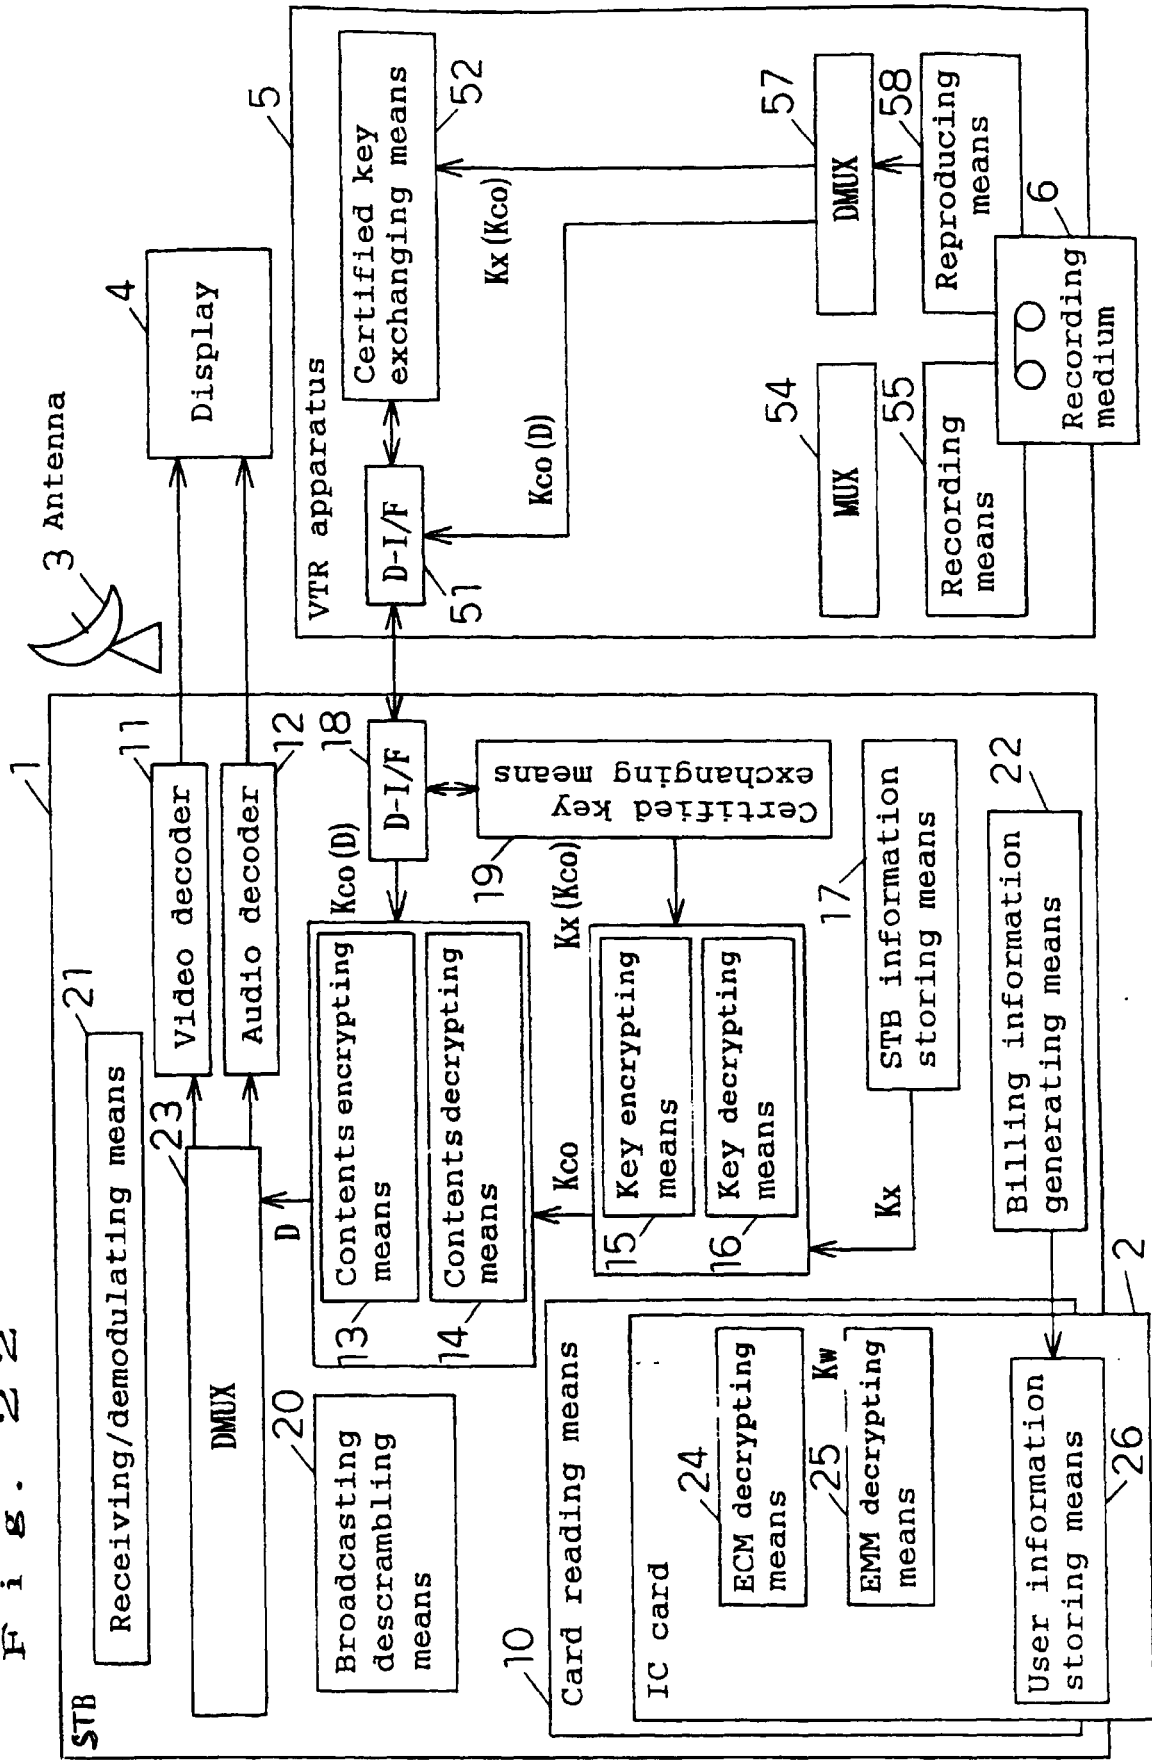 Fig. 22
STB
1
Receiving/demodulating means
21
DMUX
23
Video decoder
11
Audio decoder
12
3 Antenna
Display
4
Broadcasting
descrambling
means
20
D
Contents encrypting
means
13
Contents decrypting
means
14
Kco(D)
D-I/F
18
Certified key
exchanging means
19
Kx(Kco)
Kco
Key encrypting
means
15
Key decrypting
means
16
Kx
STB information
storing means
17
Billing information
generating means
22
10
Card reading means
IC card
2
ECM decrypting
means
24
Kw
EMM decrypting
means
25
User information
storing means
26
5
VTR apparatus
D-I/F
51
Certified key
exchanging means
52
Kx(Kco)
Kco(D)
MUX
54
DMUX
57
Recording
means
55
Reproducing
means
58
Recording
medium
6